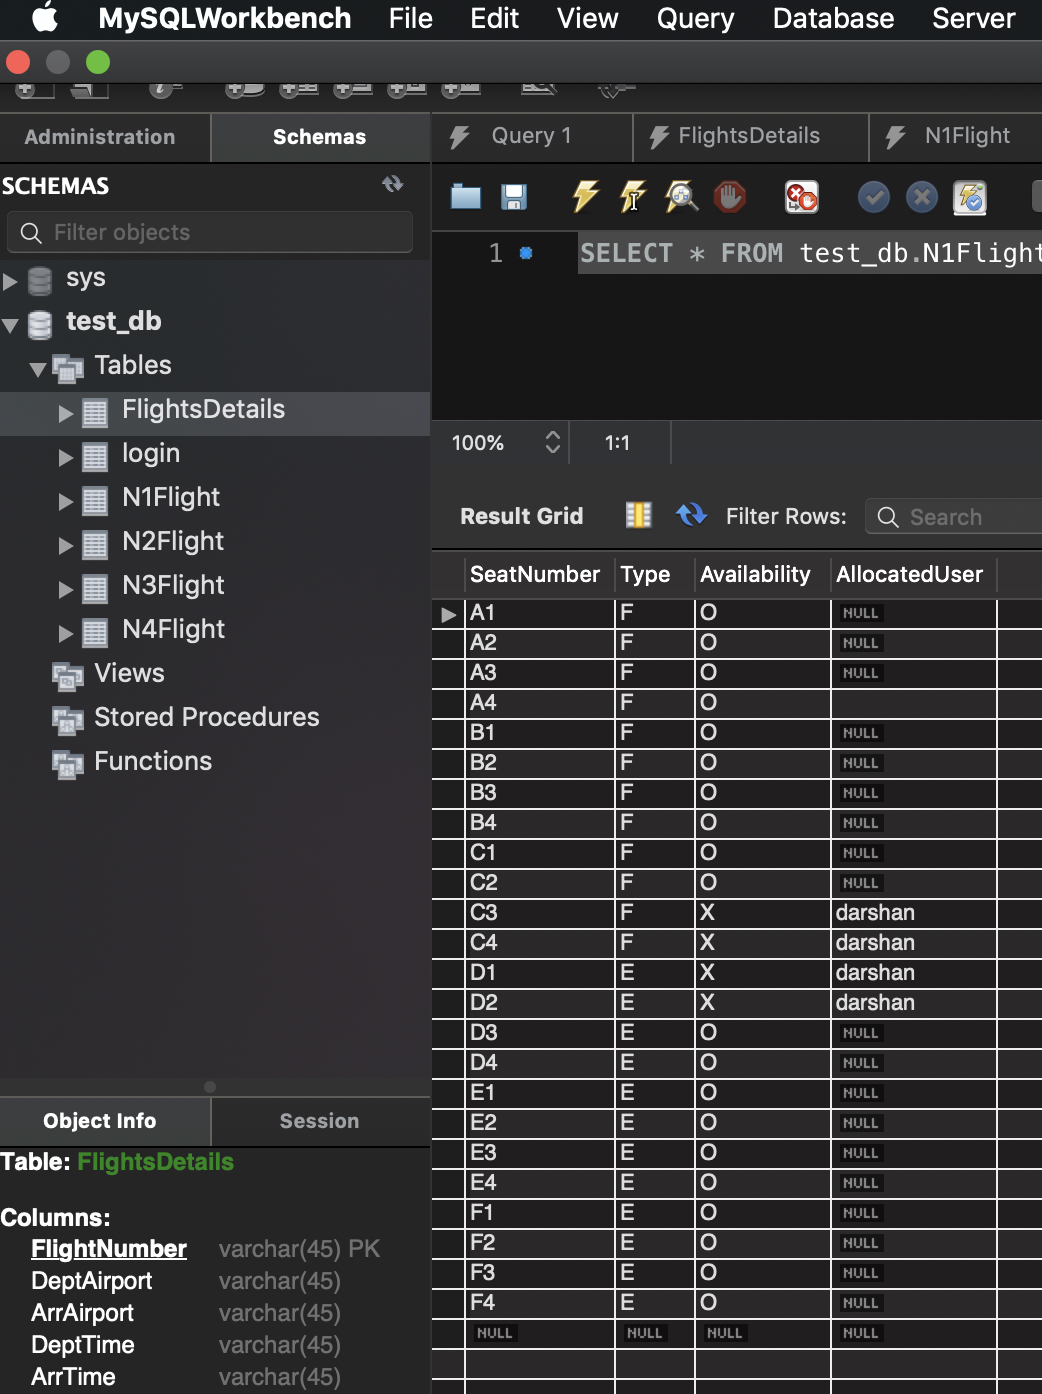 MySQLWorkbench File Edit View Query Database Server
Administration Schemas Query 1 FlightsDetails N1Flight
SCHEMAS
Filter objects
sys
test_db
Tables
FlightsDetails
login
N1Flight
N2Flight
N3Flight
N4Flight
Views
Stored Procedures
Functions
Object Info Session
Table: FlightsDetails
Columns:
FlightNumber varchar(45) PK
DeptAirport varchar(45)
ArrAirport varchar(45)
DeptTime varchar(45)
ArrTime varchar(45)
1 SELECT * FROM test_db.N1Flight
100% 1:1
Result Grid Filter Rows: Search
SeatNumber Type Availability AllocatedUser
A1 F O NULL
A2 F O NULL
A3 F O NULL
A4 F O
B1 F O NULL
B2 F O NULL
B3 F O NULL
B4 F O NULL
C1 F O NULL
C2 F O NULL
C3 F X darshan
C4 F X darshan
D1 E X darshan
D2 E X darshan
D3 E O NULL
D4 E O NULL
E1 E O NULL
E2 E O NULL
E3 E O NULL
E4 E O NULL
F1 E O NULL
F2 E O NULL
F3 E O NULL
F4 E O NULL
NULL NULL NULL NULL